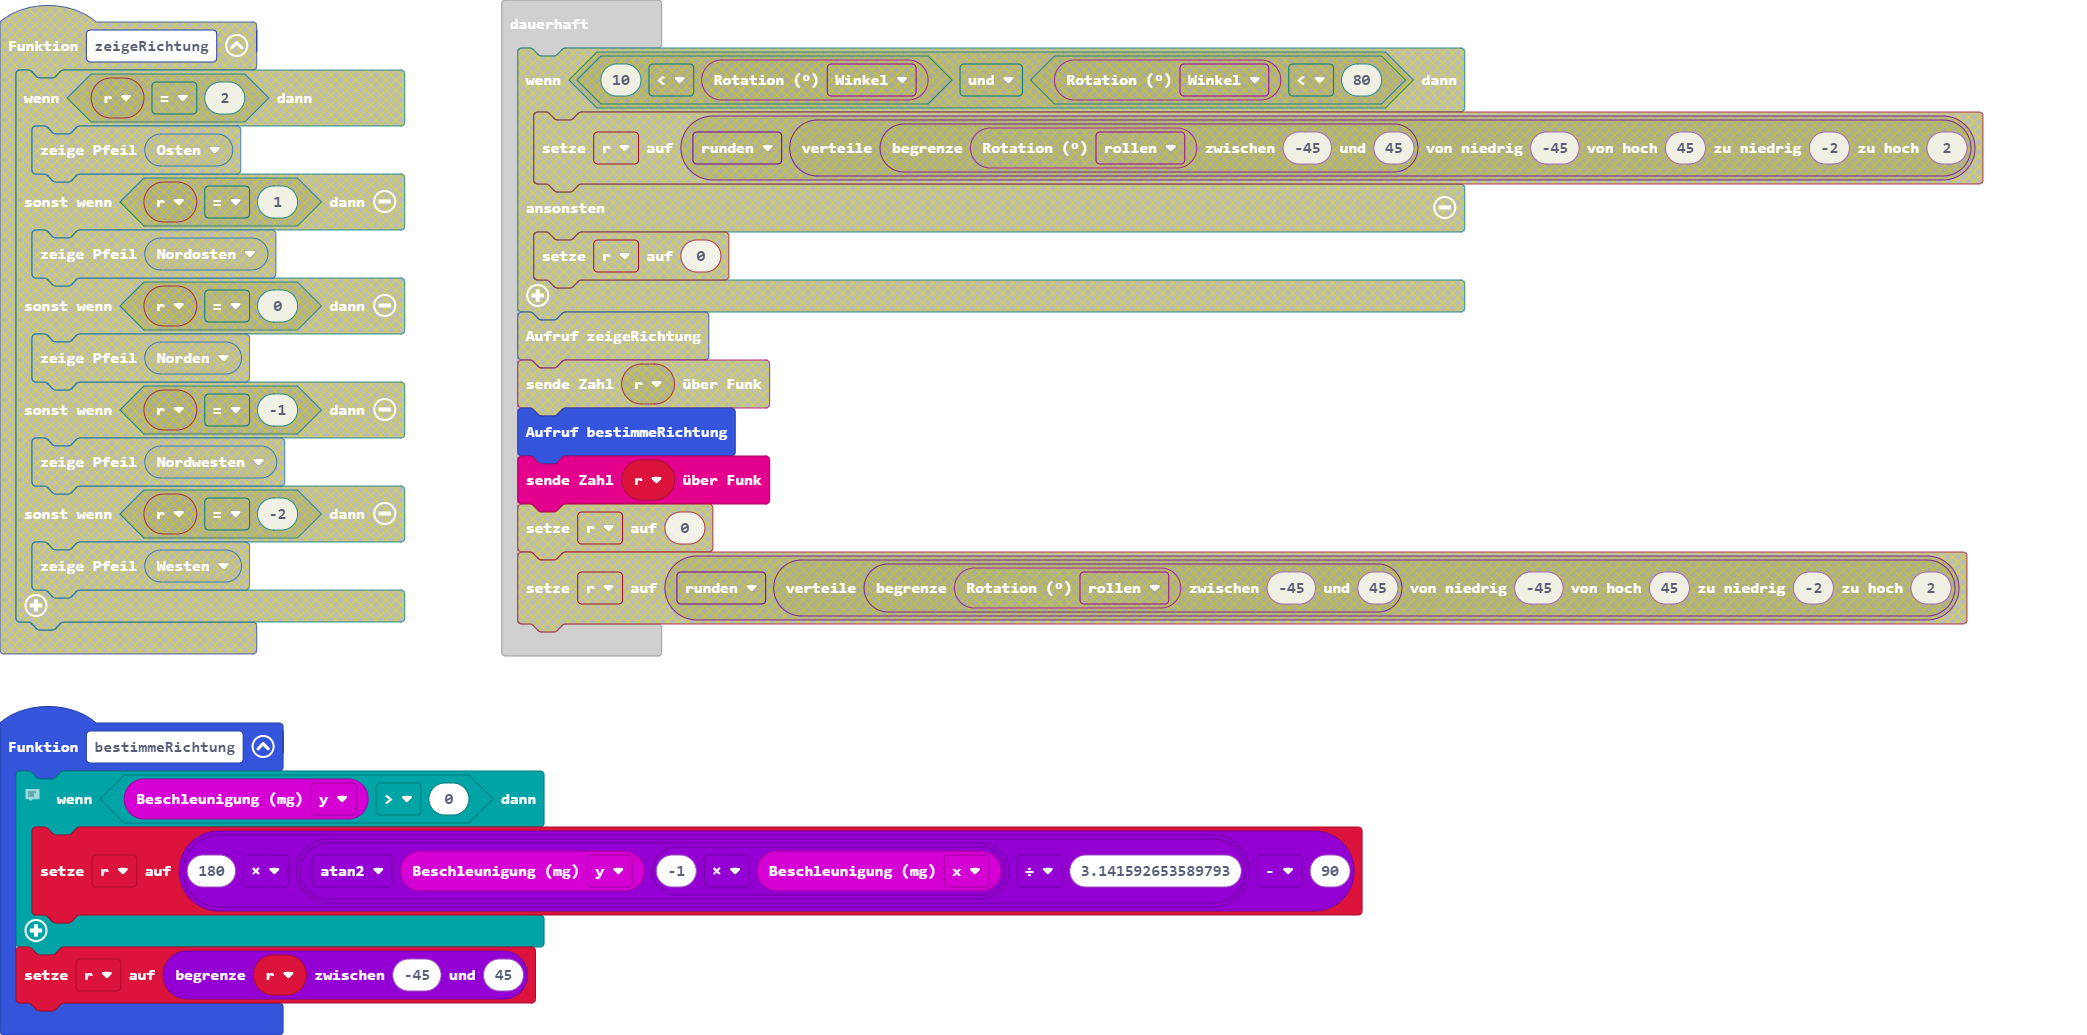 Funktion zeigeRichtung
wenn r = 2 dann
zeige Pfeil Osten
sonst wenn r = 1 dann
zeige Pfeil Nordosten
sonst wenn r = 0 dann
zeige Pfeil Norden
sonst wenn r = -1 dann
zeige Pfeil Nordwesten
sonst wenn r = -2 dann
zeige Pfeil Westen
dauerhaft
wenn 10 < Rotation (º) Winkel und Rotation (º) Winkel < 80 dann
setze r auf runden verteile begrenze Rotation (º) rollen zwischen -45 und 45 von niedrig -45 von hoch 45 zu niedrig -2 zu hoch 2
ansonsten
setze r auf 0
Aufruf zeigeRichtung
sende Zahl r über Funk
Aufruf bestimmeRichtung
sende Zahl r über Funk
setze r auf 0
setze r auf runden verteile begrenze Rotation (º) rollen zwischen -45 und 45 von niedrig -45 von hoch 45 zu niedrig -2 zu hoch 2
Funktion bestimmeRichtung
wenn Beschleunigung (mg) y > 0 dann
setze r auf 180 × atan2 Beschleunigung (mg) y -1 × Beschleunigung (mg) x ÷ 3.141592653589793 - 90
setze r auf begrenze r zwischen -45 und 45